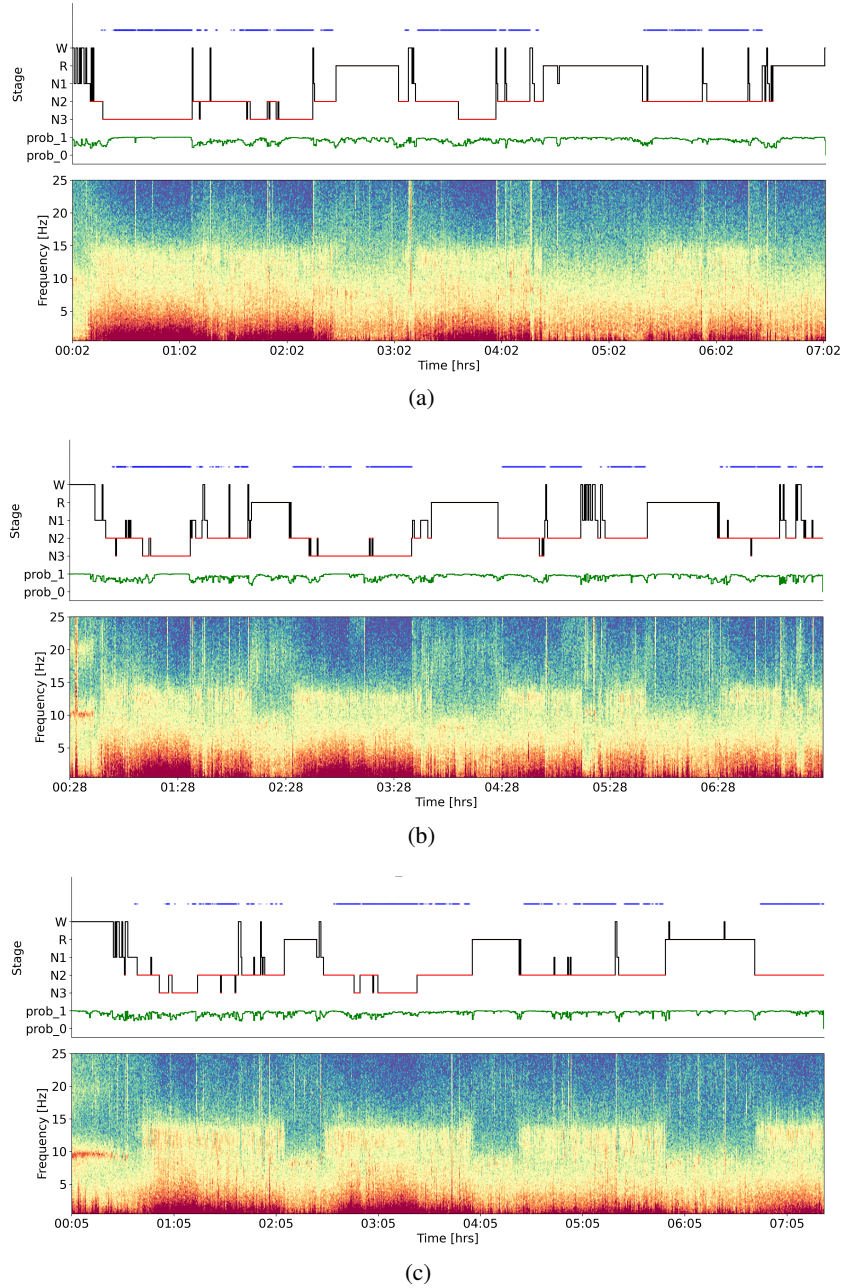 W
R
N1
N2
N3
Stage
prob_1
prob_0
25
20
15
10
5
Frequency [Hz]
00:02 01:02 02:02 03:02 04:02 05:02 06:02 07:02
Time [hrs]
(a)
W
R
N1
N2
N3
Stage
prob_1
prob_0
25
20
15
10
5
Frequency [Hz]
00:28 01:28 02:28 03:28 04:28 05:28 06:28
Time [hrs]
(b)
W
R
N1
N2
N3
Stage
prob_1
prob_0
25
20
15
10
5
Frequency [Hz]
00:05 01:05 02:05 03:05 04:05 05:05 06:05 07:05
Time [hrs]
(c)